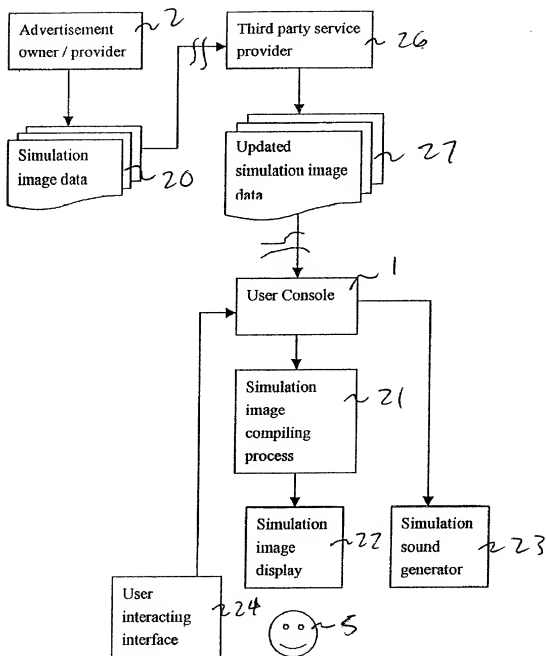 Advertisement
owner / provider
2
Third party service
provider
26
Simulation
image data
20
Updated
simulation image
data
27
User Console
1
Simulation
image
compiling
process
21
Simulation
image
display
22
Simulation
sound
generator
23
User
interacting
interface
24
5